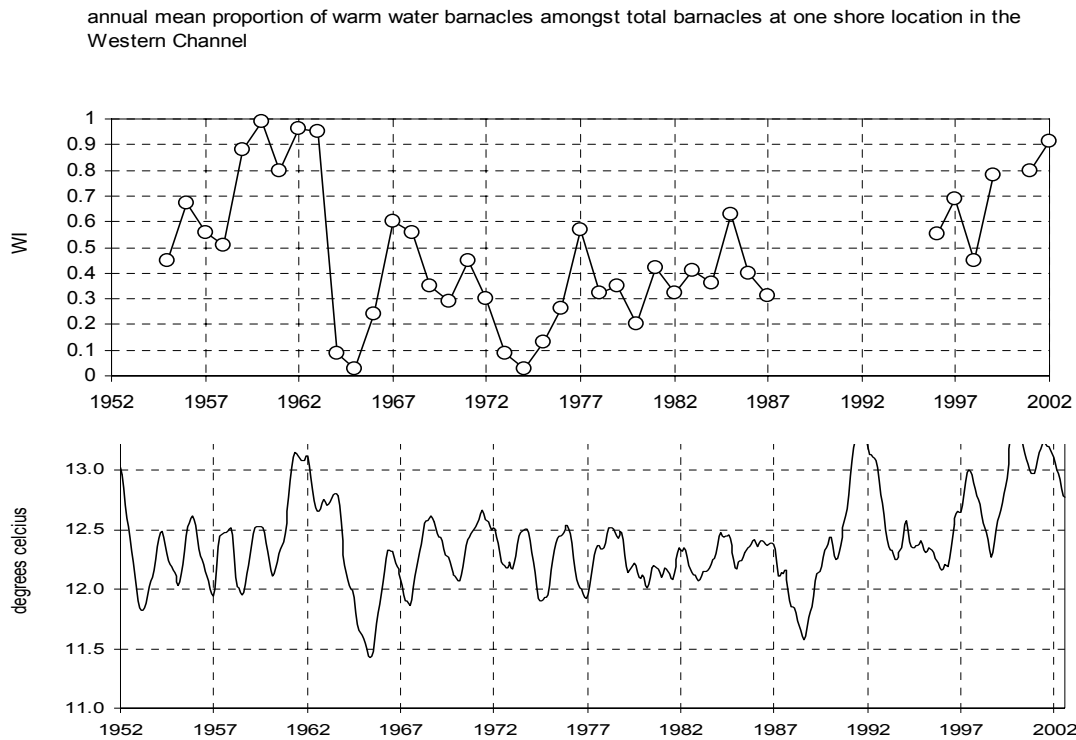 annual mean proportion of warm water barnacles amongst total barnacles at one shore location in the
Western Channel
1
0.9
0.8
0.7
0.6
0.5
0.4
0.3
0.2
0.1
0
WI
1952 1957 1962 1967 1972 1977 1982 1987 1992 1997 2002
13.0
12.5
12.0
11.5
11.0
degrees celcius
1952 1957 1962 1967 1972 1977 1982 1987 1992 1997 2002